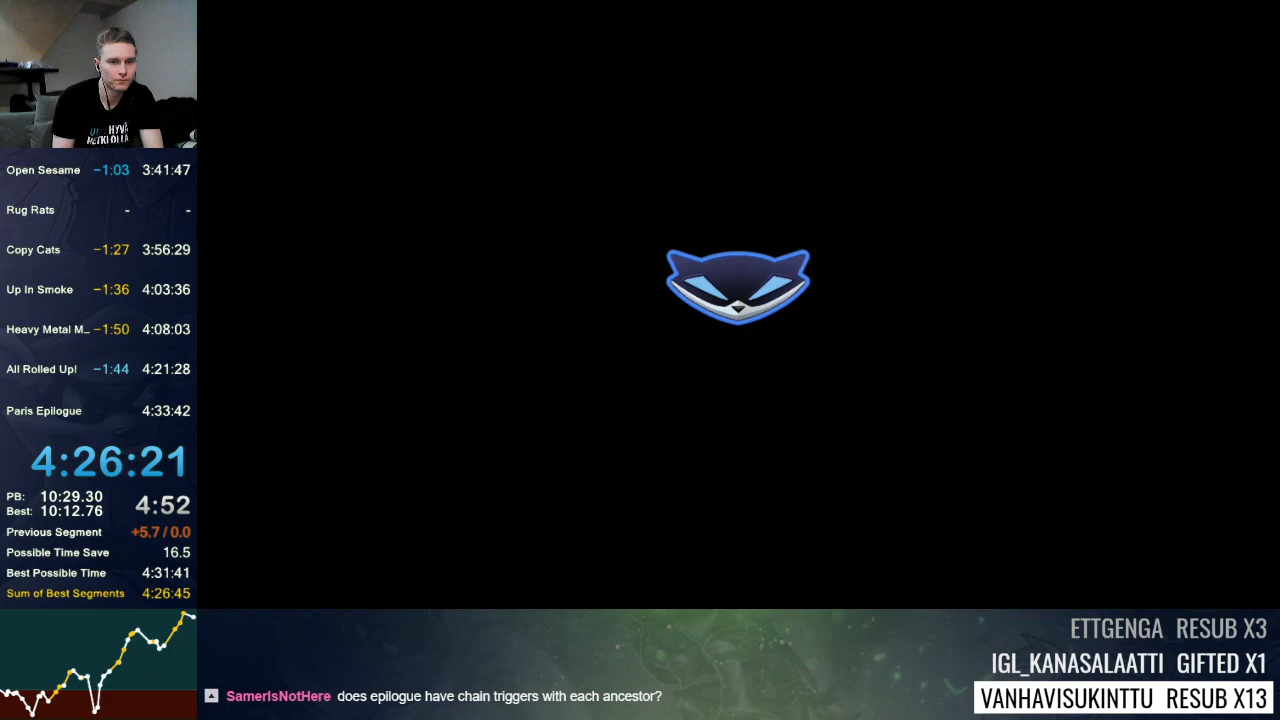 HYVÄ
METKI OLLA
Open Sesame −1:03 3:41:47
Rug Rats - -
Copy Cats −1:27 3:56:29
Up In Smoke −1:36 4:03:36
Heavy Metal M... −1:50 4:08:03
All Rolled Up! −1:44 4:21:28
Paris Epilogue 4:33:42
4:26:21
PB: 10:29.30
Best: 10:12.76
4:52
Previous Segment +5.7 / 0.0
Possible Time Save 16.5
Best Possible Time 4:31:41
Sum of Best Segments 4:26:45
ETTGENGA RESUB X3
IGL_KANASALAATTI GIFTED X1
VANHAVISUKINTTU RESUB X13
SamerIsNotHere does epilogue have chain triggers with each ancestor?